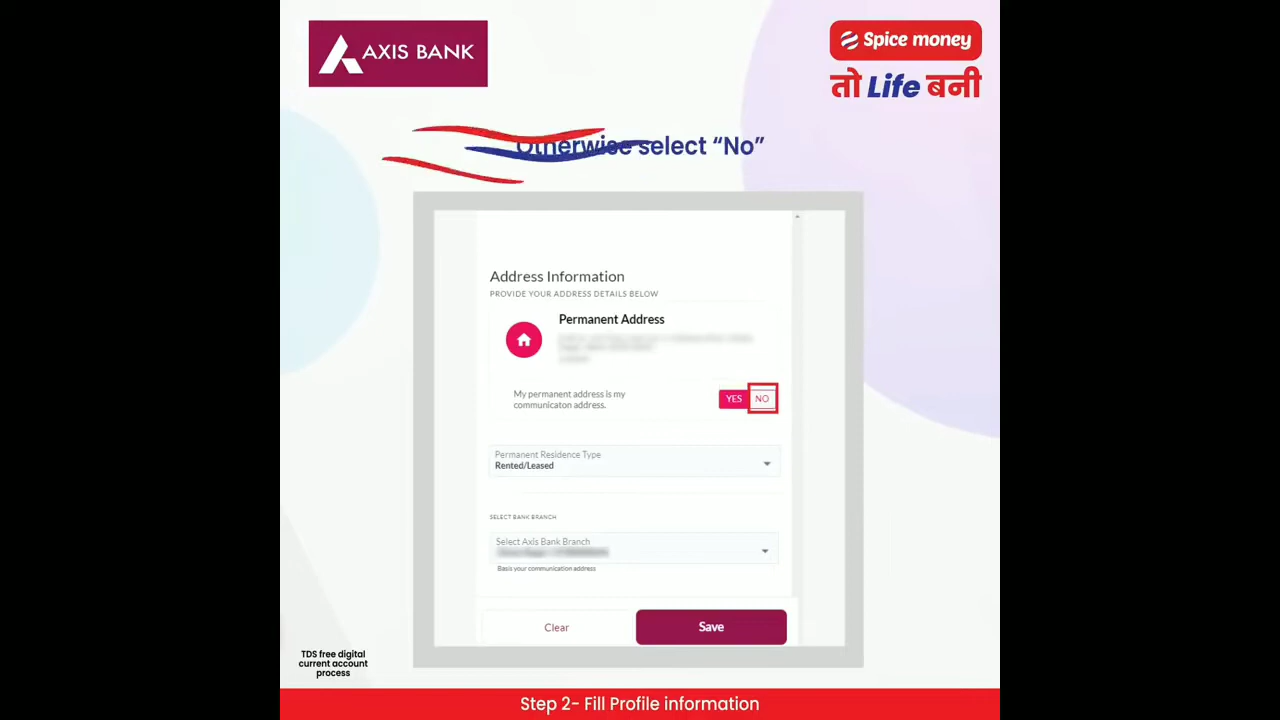 AXIS BANK
Spice money
तो Life बनी
Otherwise select “No”
Address Information
PROVIDE YOUR ADDRESS DETAILS BELOW
Permanent Address
My permanent address is my
communicaton address.
YES NO
Permanent Residence Type
Rented/Leased
SELECT BANK BRANCH
Select Axis Bank Branch
Basis your communication address
Clear Save
TDS free digital
current account
process
Step 2- Fill Profile information